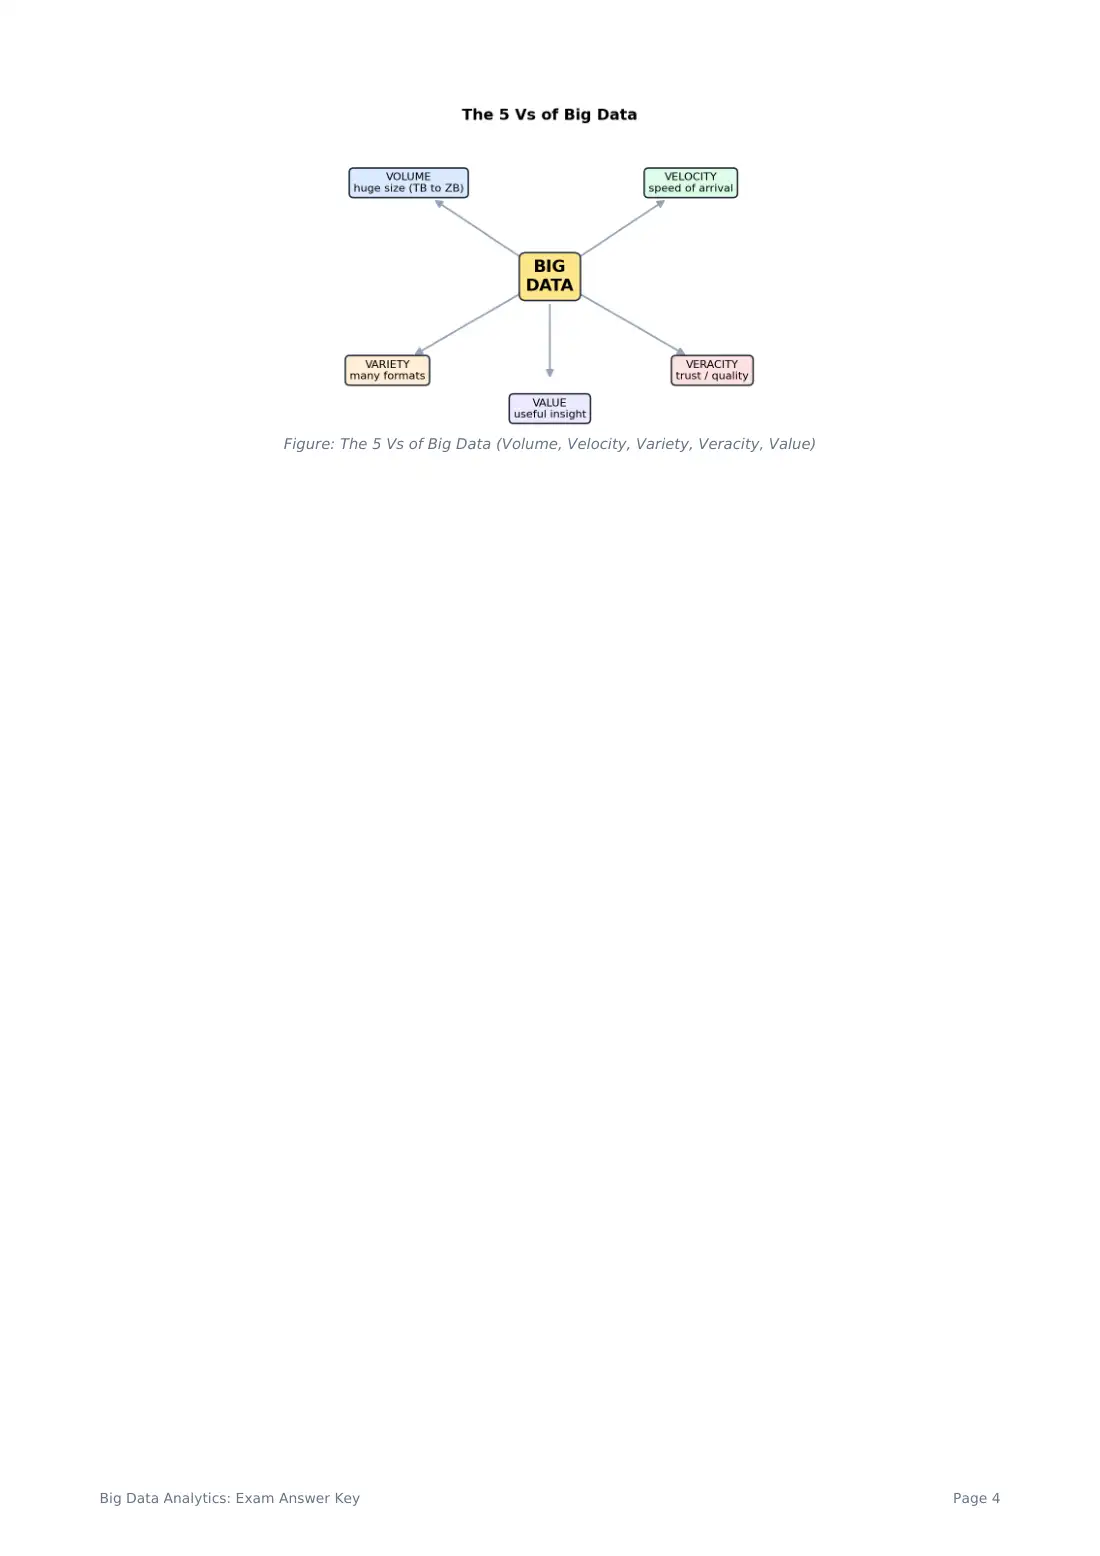 The 5 Vs of Big Data
VOLUME
huge size (TB to ZB)
VELOCITY
speed of arrival
BIG
DATA
VARIETY
many formats
VERACITY
trust / quality
VALUE
useful insight
Figure: The 5 Vs of Big Data (Volume, Velocity, Variety, Veracity, Value)
Big Data Analytics: Exam Answer Key
Page 4